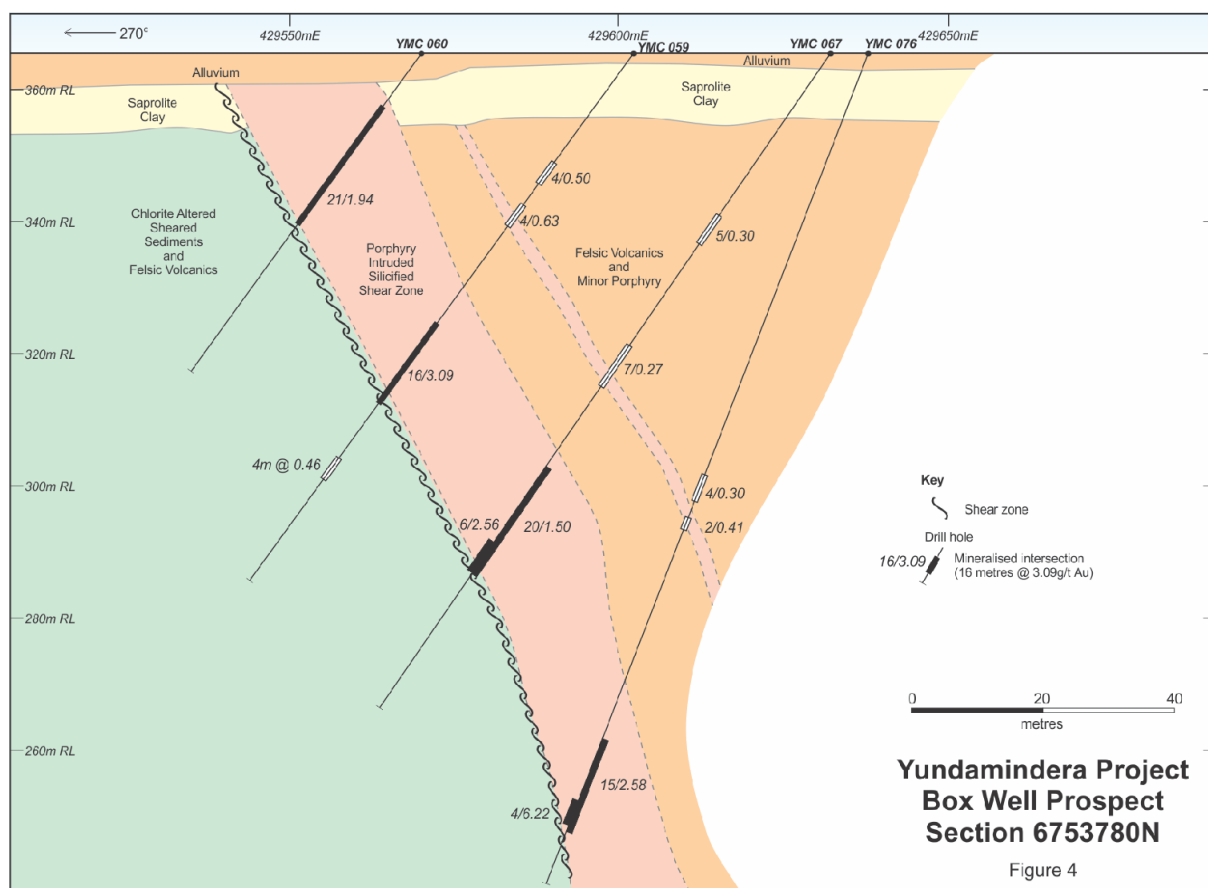 270°
429550mE
429600mE
429650mE
YMC 060
YMC 059
YMC 067
YMC 076
Alluvium
Alluvium
360m RL
Saprolite
Clay
Saprolite
Clay
21/1.94
4/0.50
4/0.63
5/0.30
340m RL
Chlorite Altered
Sheared
Sediments
and
Felsic Volcanics
Porphyry
Intruded
Silicified
Shear Zone
Felsic Volcanics
and
Minor Porphyry
320m RL
16/3.09
7/0.27
4m @ 0.46
300m RL
4/0.30
6/2.56
20/1.50
2/0.41
Key
Shear zone
Drill hole
16/3.09
Mineralised intersection
(16 metres @ 3.09g/t Au)
280m RL
0
20
40
metres
260m RL
15/2.58
4/6.22
Yundamindera Project
Box Well Prospect
Section 6753780N
Figure 4